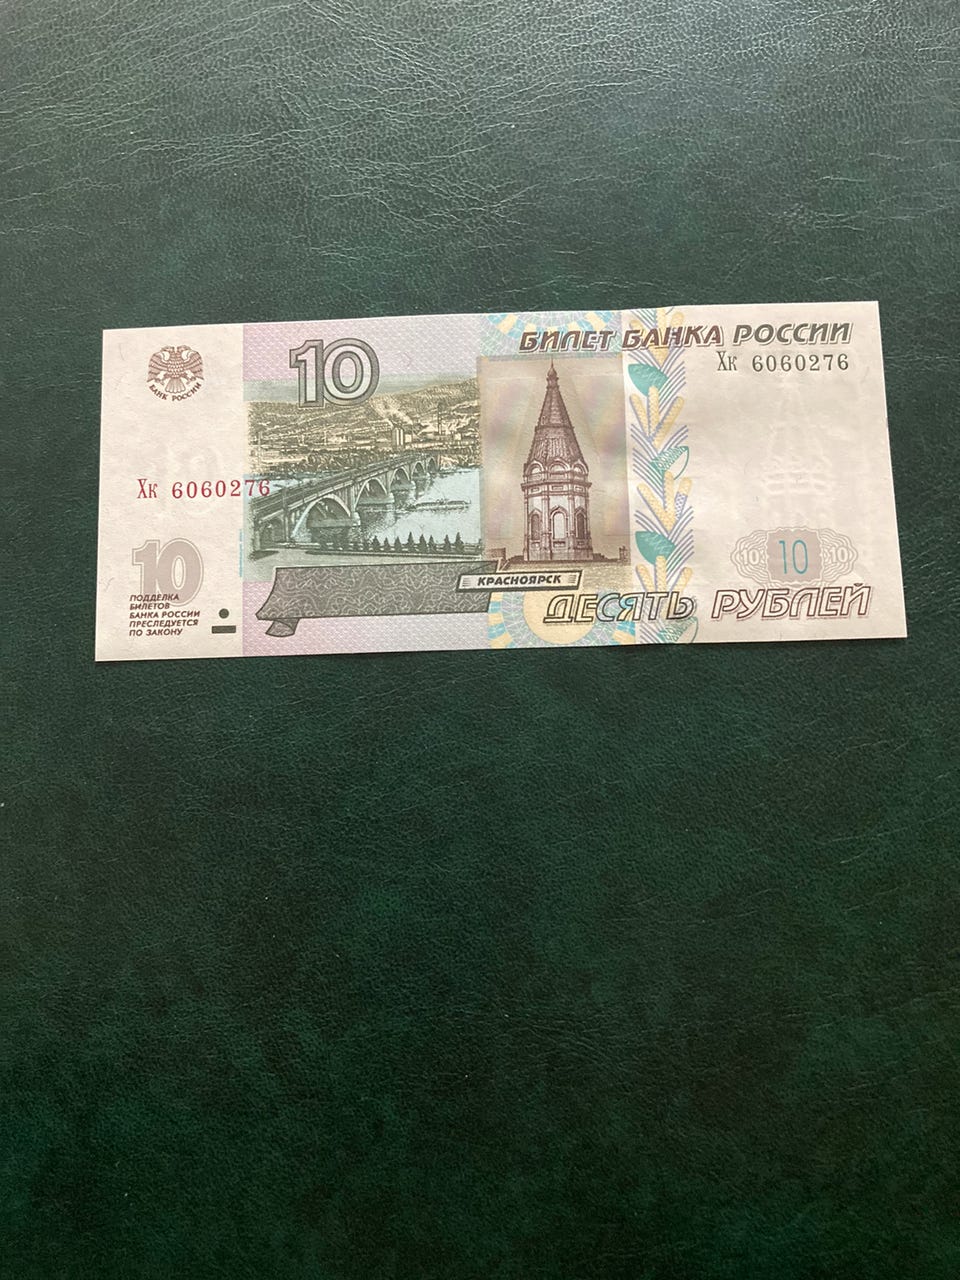 БИЛЕТ БАНКА РОССИИ
Хк 6060276
10
БАНК РОССИИ
Хк 6060276
10
ПОДДЕЛКА
БИЛЕТОВ
БАНКА РОССИИ
ПРЕСЛЕДУЕТСЯ
ПО ЗАКОНУ
КРАСНОЯРСК
10 10 10
ДЕСЯТЬ РУБЛЕЙ